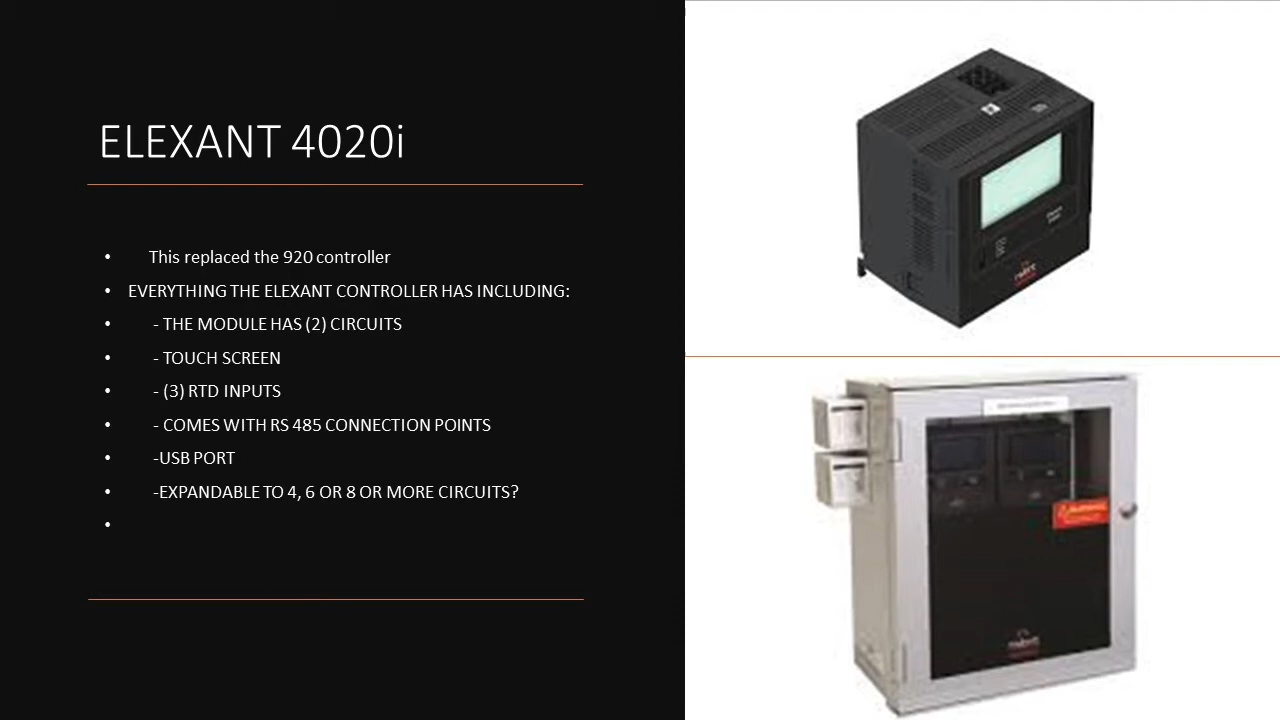 ELEXANT 4020i
• This replaced the 920 controller
• EVERYTHING THE ELEXANT CONTROLLER HAS INCLUDING:
• - THE MODULE HAS (2) CIRCUITS
• - TOUCH SCREEN
• - (3) RTD INPUTS
• - COMES WITH RS 485 CONNECTION POINTS
• -USB PORT
• -EXPANDABLE TO 4, 6 OR 8 OR MORE CIRCUITS?
•